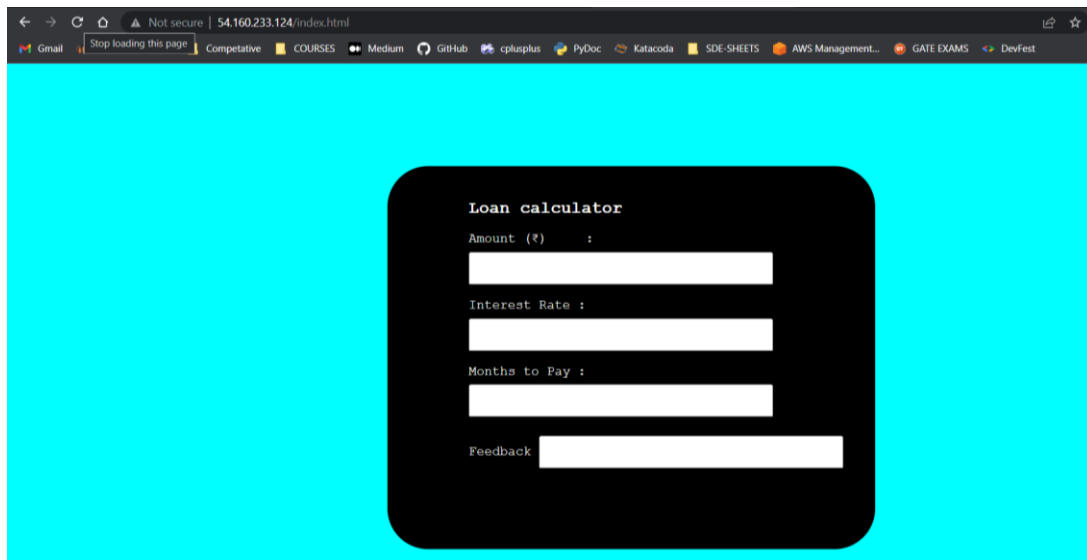 Not secure | 54.160.233.124/index.html
Gmail Stop loading this page Competative COURSES Medium GitHub cplusplus PyDoc Katacoda SDE-SHEETS AWS Management... GATE EXAMS DevFest
Loan calculator
Amount (₹) :
Interest Rate :
Months to Pay :
Feedback